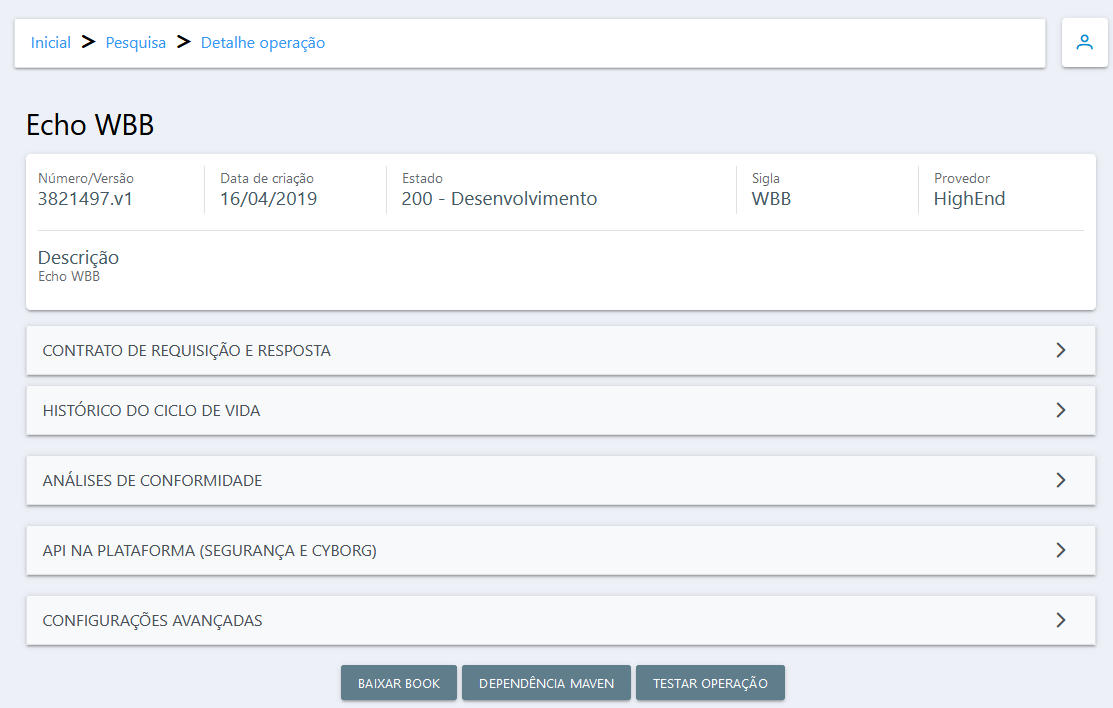 Inicial > Pesquisa > Detalhe operação
Echo WBB
Número/Versão Data de criação Estado Sigla Provedor
3821497.v1 16/04/2019 200 - Desenvolvimento WBB HighEnd
Descrição
Echo WBB
CONTRATO DE REQUISIÇÃO E RESPOSTA
HISTÓRICO DO CICLO DE VIDA
ANÁLISES DE CONFORMIDADE
API NA PLATAFORMA (SEGURANÇA E CYBORG)
CONFIGURAÇÕES AVANÇADAS
BAIXAR BOOK DEPENDÊNCIA MAVEN TESTAR OPERAÇÃO